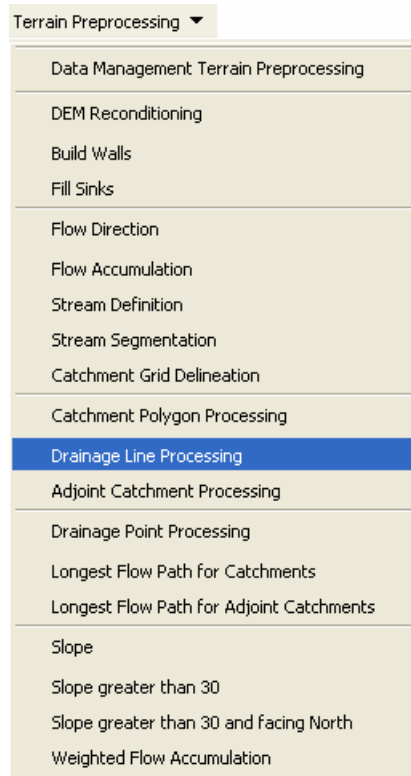 Terrain Preprocessing
Data Management Terrain Preprocessing
DEM Reconditioning
Build Walls
Fill Sinks
Flow Direction
Flow Accumulation
Stream Definition
Stream Segmentation
Catchment Grid Delineation
Catchment Polygon Processing
Drainage Line Processing
Adjoint Catchment Processing
Drainage Point Processing
Longest Flow Path for Catchments
Longest Flow Path for Adjoint Catchments
Slope
Slope greater than 30
Slope greater than 30 and facing North
Weighted Flow Accumulation